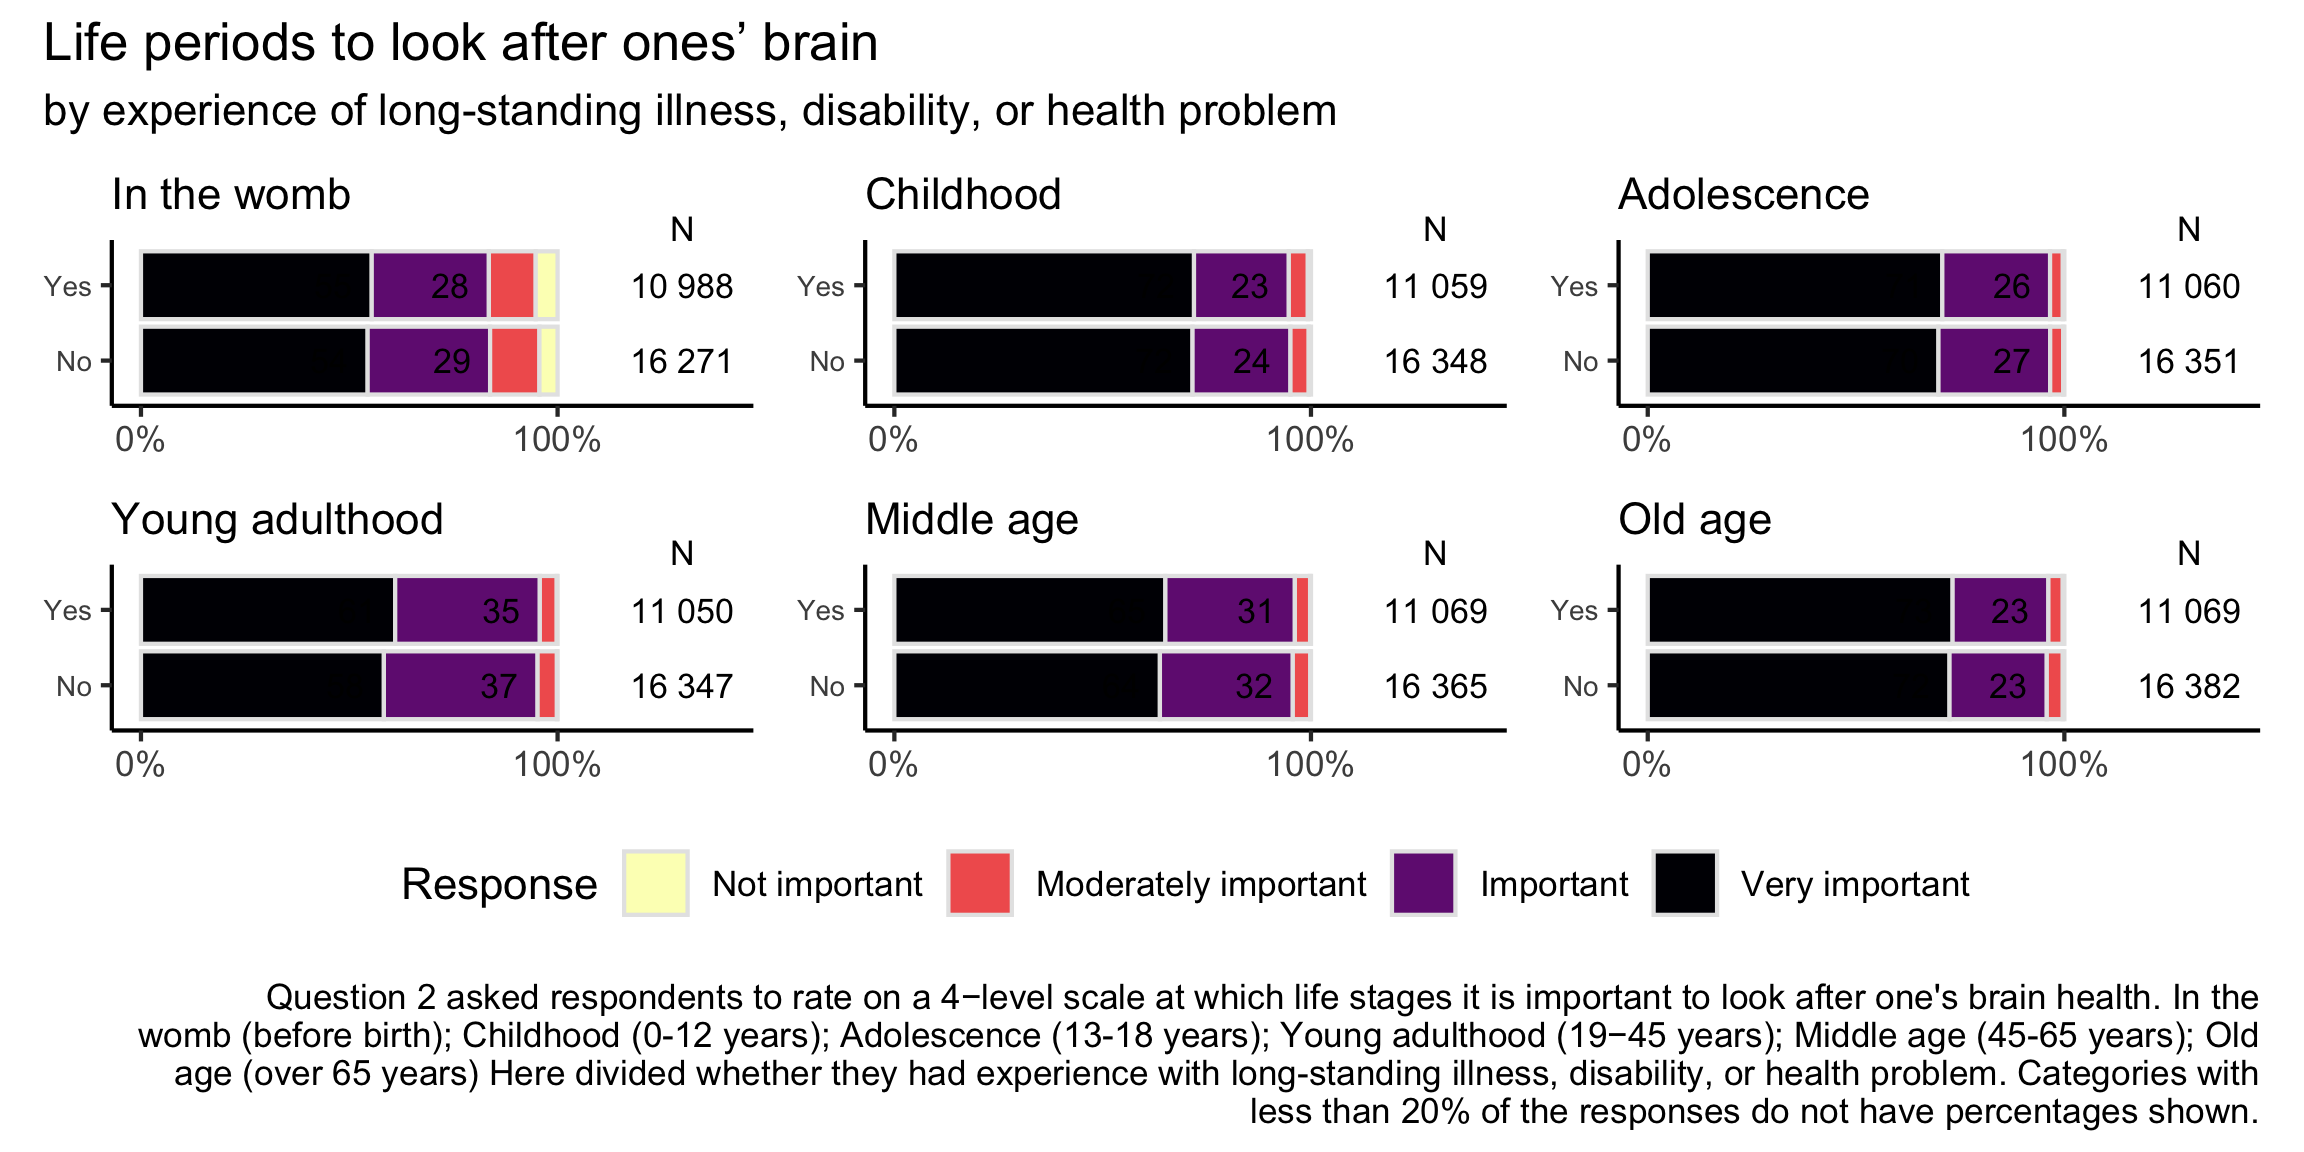 Life periods to look after ones’ brain
by experience of long-standing illness, disability, or health problem
In the womb
N
Yes 28 10 988
No 29 16 271
0% 100%
Childhood
N
Yes 23 11 059
No 24 16 348
0% 100%
Adolescence
N
Yes 26 11 060
No 27 16 351
0% 100%
Young adulthood
N
Yes 35 11 050
No 37 16 347
0% 100%
Middle age
N
Yes 31 11 069
No 32 16 365
0% 100%
Old age
N
Yes 23 11 069
No 23 16 382
0% 100%
Response Not important Moderately important Important Very important
Question 2 asked respondents to rate on a 4−level scale at which life stages it is important to look after one's brain health. In the
womb (before birth); Childhood (0-12 years); Adolescence (13-18 years); Young adulthood (19−45 years); Middle age (45-65 years); Old
age (over 65 years) Here divided whether they had experience with long-standing illness, disability, or health problem. Categories with
less than 20% of the responses do not have percentages shown.